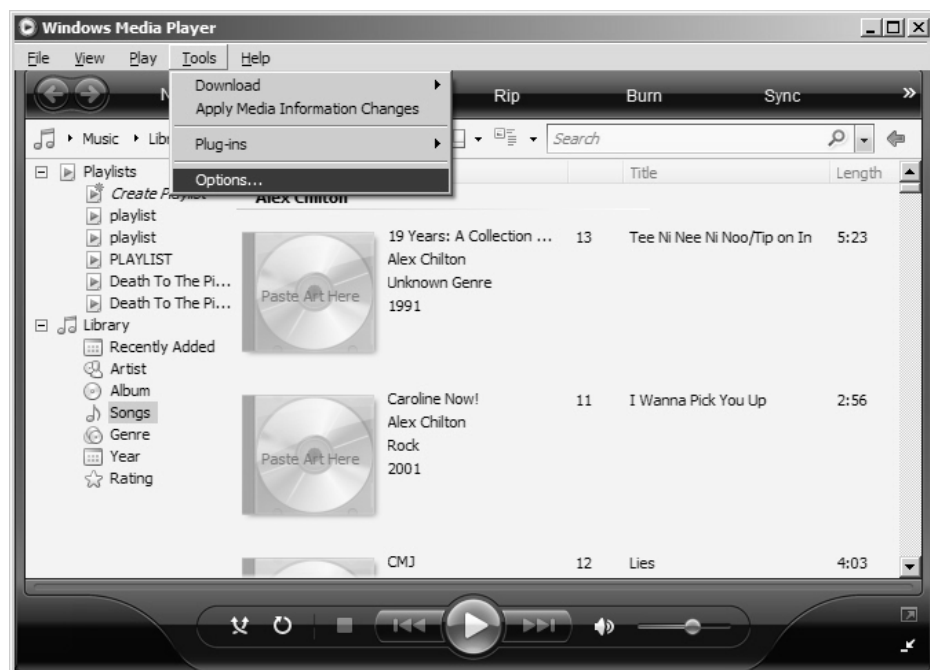 Windows Media Player
File View Play Tools Help
Download
Apply Media Information Changes
Plug-ins
Options...
N Rip Burn Sync »
Music Lib Search
Title Length
Playlists
Create Playlist
playlist
playlist
PLAYLIST
Death To The Pi...
Death To The Pi...
Library
Recently Added
Artist
Album
Songs
Genre
Year
Rating
Alex Chilton
Paste Art Here
19 Years: A Collection ... 13 Tee Ni Nee Ni Noo/Tip on In 5:23
Alex Chilton
Unknown Genre
1991
Paste Art Here
Caroline Now! 11 I Wanna Pick You Up 2:56
Alex Chilton
Rock
2001
CMJ 12 Lies 4:03